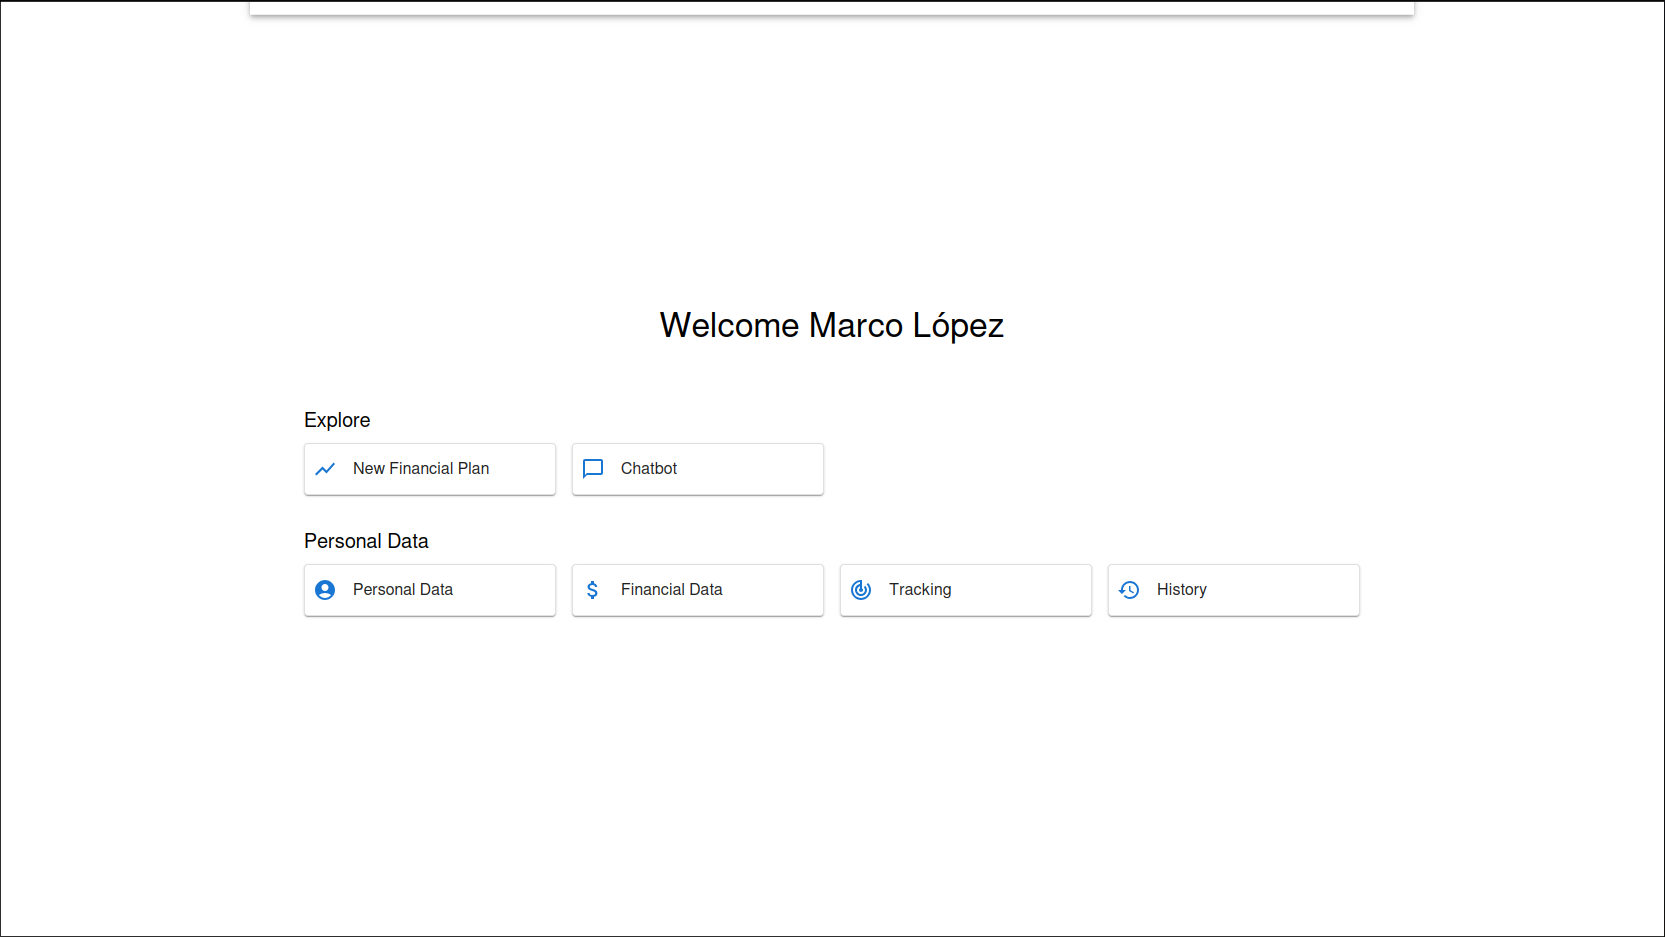 Welcome Marco López
Explore
New Financial Plan
Chatbot
Personal Data
Personal Data
Financial Data
Tracking
History